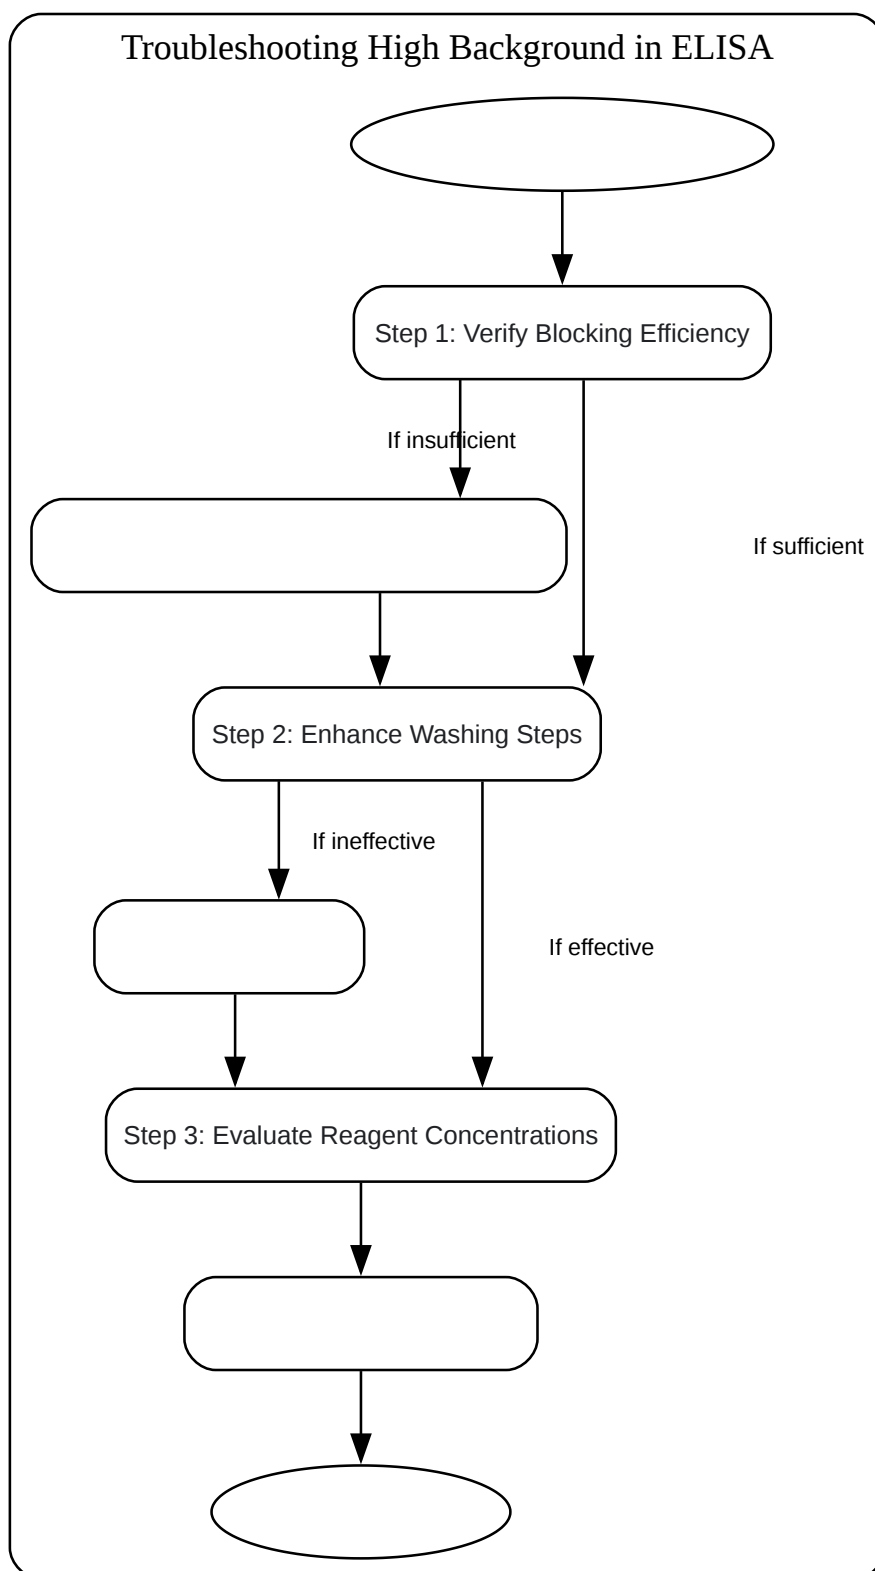 Troubleshooting High Background in ELISA
Step 1: Verify Blocking Efficiency
If insufficient
If sufficient
Step 2: Enhance Washing Steps
If ineffective
If effective
Step 3: Evaluate Reagent Concentrations